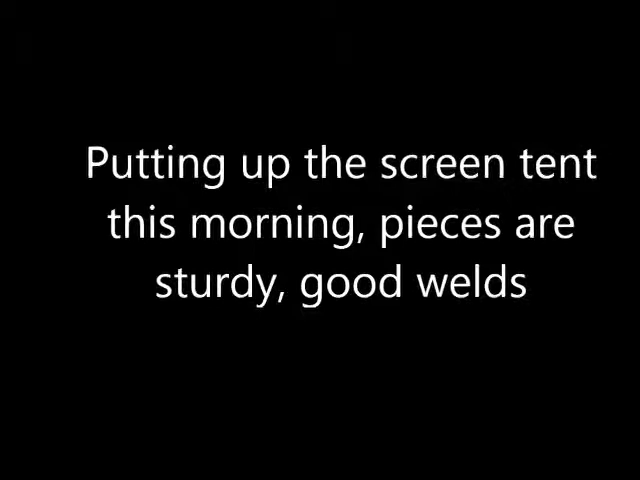 Putting up the screen tent
this morning, pieces are
sturdy, good welds